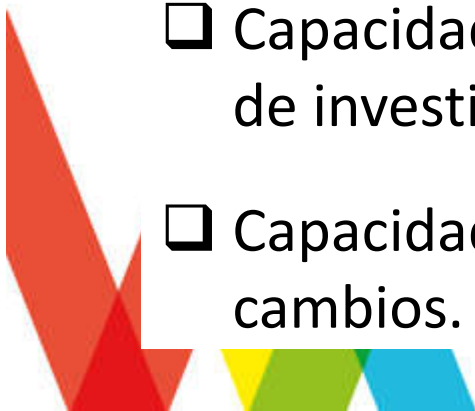 ❑ Capacidad
de investi
❑ Capacidad
cambios.